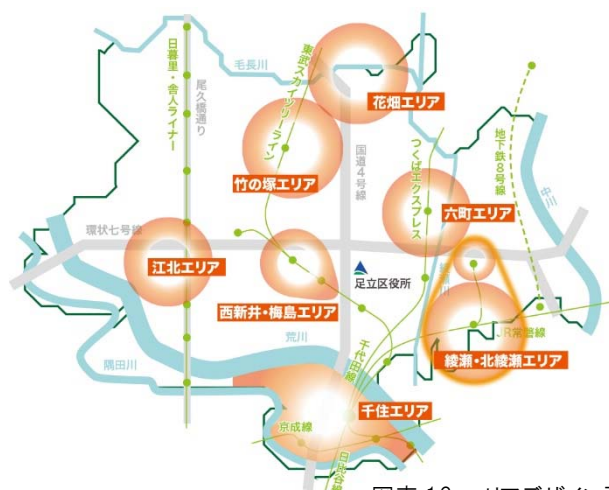 毛長川
日暮里・舎人ライナー
尾久橋通り
東武スカイツリーライン
花畑エリア
国道4号線
つくばエクスプレス
地下鉄8号線
中川
竹の塚エリア
六町エリア
環状七号線
江北エリア
足立区役所
西新井・梅島エリア
荒川
JR常磐線
綾瀬・北綾瀬エリア
千代田線
隅田川
千住エリア
京成線
日比谷線